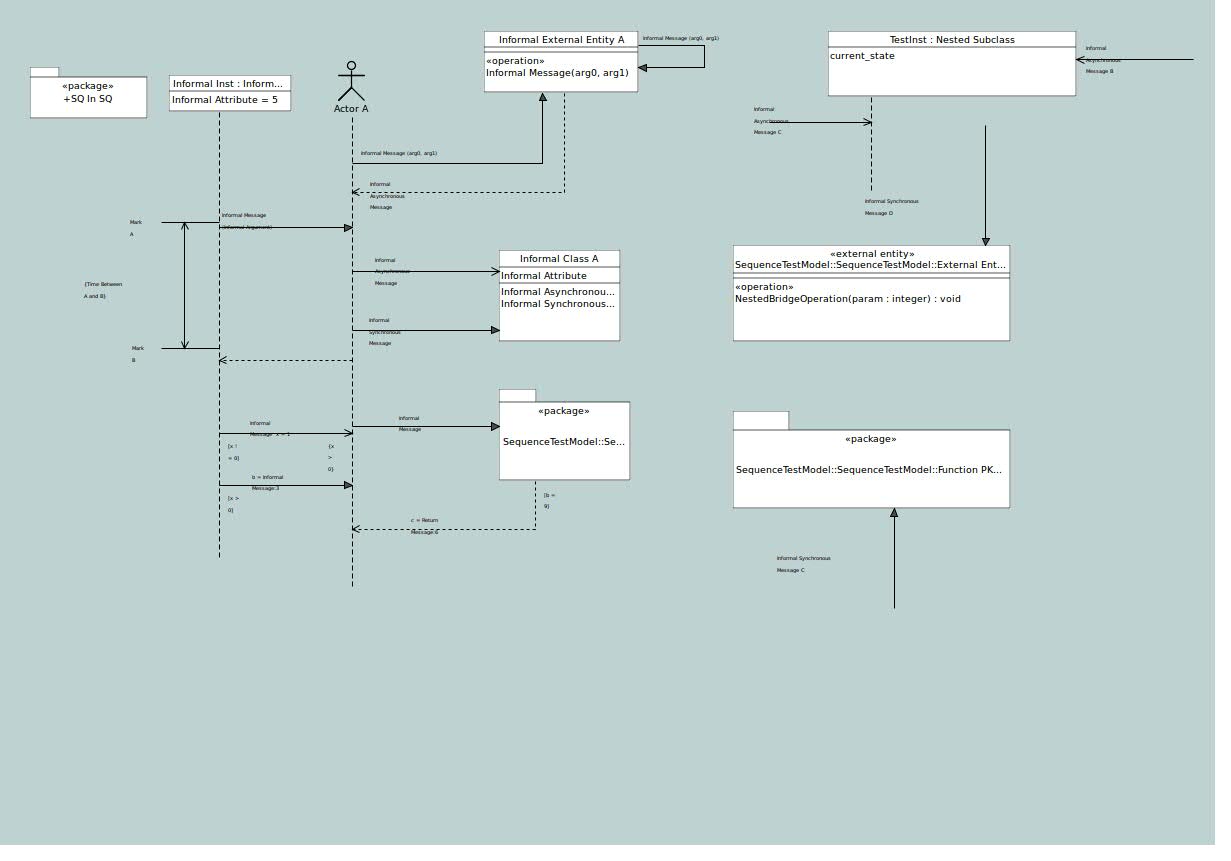 Informal External Entity A
«operation»
Informal Message(arg0, arg1)
Informal Message (arg0, arg1)
TestInst : Nested Subclass
current_state
Informal
Asynchronous
Message B
«package»
+SQ In SQ
Informal Inst : Inform...
Informal Attribute = 5
Actor A
Informal
Asynchronous
Message C
Informal Message (arg0, arg1)
Informal
Asynchronous
Message
Informal Synchronous
Message D
Mark
A
Informal Message
(Informal Argument)
{Time Between
A and B}
Mark
B
Informal
Asynchronous
Message
Informal Class A
Informal Attribute
Informal Asynchronou...
Informal Synchronous...
Informal
Synchronous
Message
«external entity»
SequenceTestModel::SequenceTestModel::External Ent...
«operation»
NestedBridgeOperation(param : integer) : void
Informal
Message x = 1
[x !
= 0]
{x
>
0}
Informal
Message
«package»
SequenceTestModel::Se...
b = Informal
Message:3
[x >
0]
[b =
9]
c = Return
Message:6
«package»
SequenceTestModel::SequenceTestModel::Function PK...
Informal Synchronous
Message C